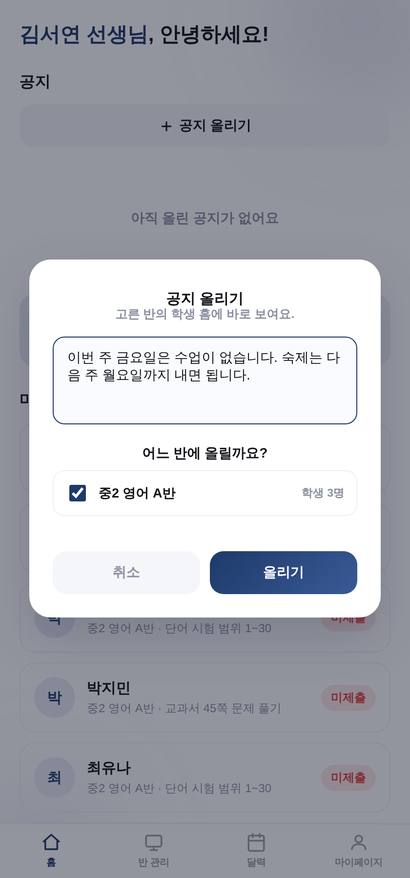 김서연 선생님, 안녕하세요!
공지
+ 공지 올리기
아직 올린 공지가 없어요
공지 올리기
고른 반의 학생 홈에 바로 보여요.
이번 주 금요일은 수업이 없습니다. 숙제는 다
음 주 월요일까지 내면 됩니다.
어느 반에 올릴까요?
중2 영어 A반 학생 3명
취소 올리기
중2 영어 A반 · 단어 시험 범위 1~30
미제출
박 박지민
중2 영어 A반 · 교과서 45쪽 문제 풀기
미제출
최 최유나
중2 영어 A반 · 단어 시험 범위 1~30
미제출
홈 반 관리 달력 마이페이지